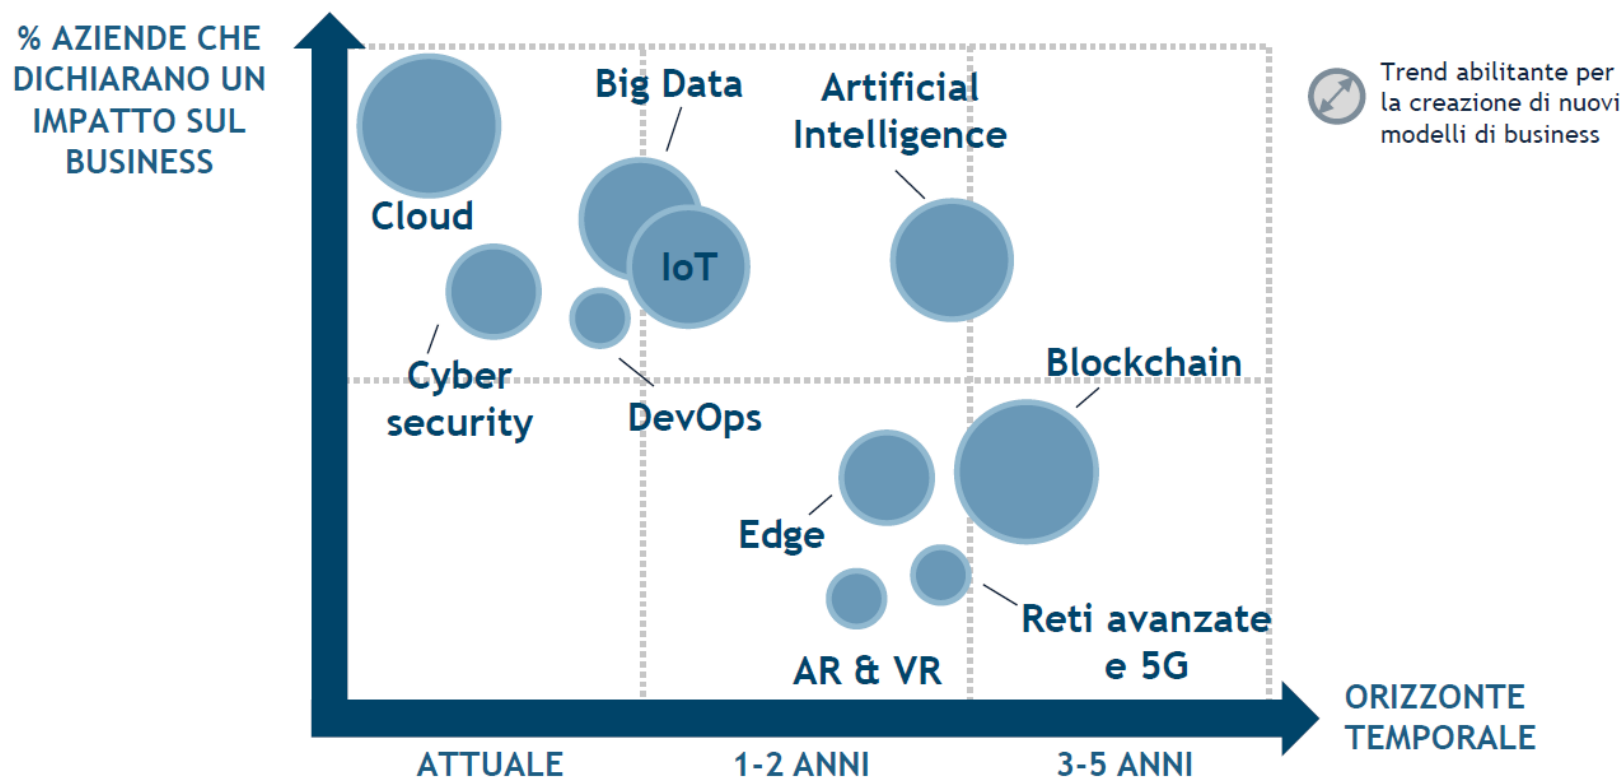 % AZIENDE CHE
DICHIARANO UN
IMPATTO SUL
BUSINESS
Big Data
Artificial
Intelligence
Trend abilitante per
la creazione di nuovi
modelli di business
Cloud
IoT
Cyber
security
DevOps
Blockchain
Edge
Reti avanzate
e 5G
AR & VR
ORIZZONTE
TEMPORALE
ATTUALE
1-2 ANNI
3-5 ANNI